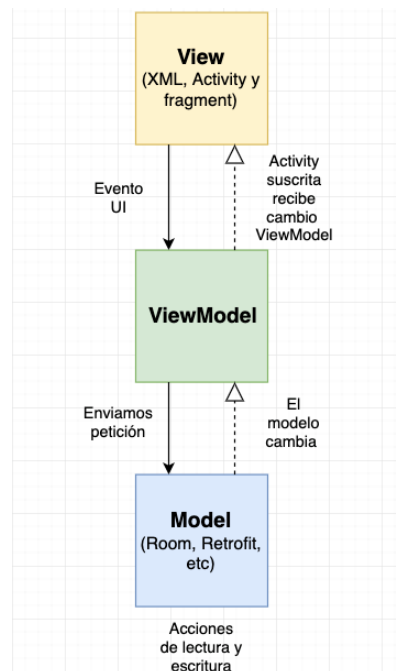 View
(XML, Activity y
fragment)
Evento
UI
Activity
suscrita
recibe
cambio
ViewModel
ViewModel
Enviamos
petición
El
modelo
cambia
Model
(Room, Retrofit,
etc)
Acciones
de lectura y
escritura